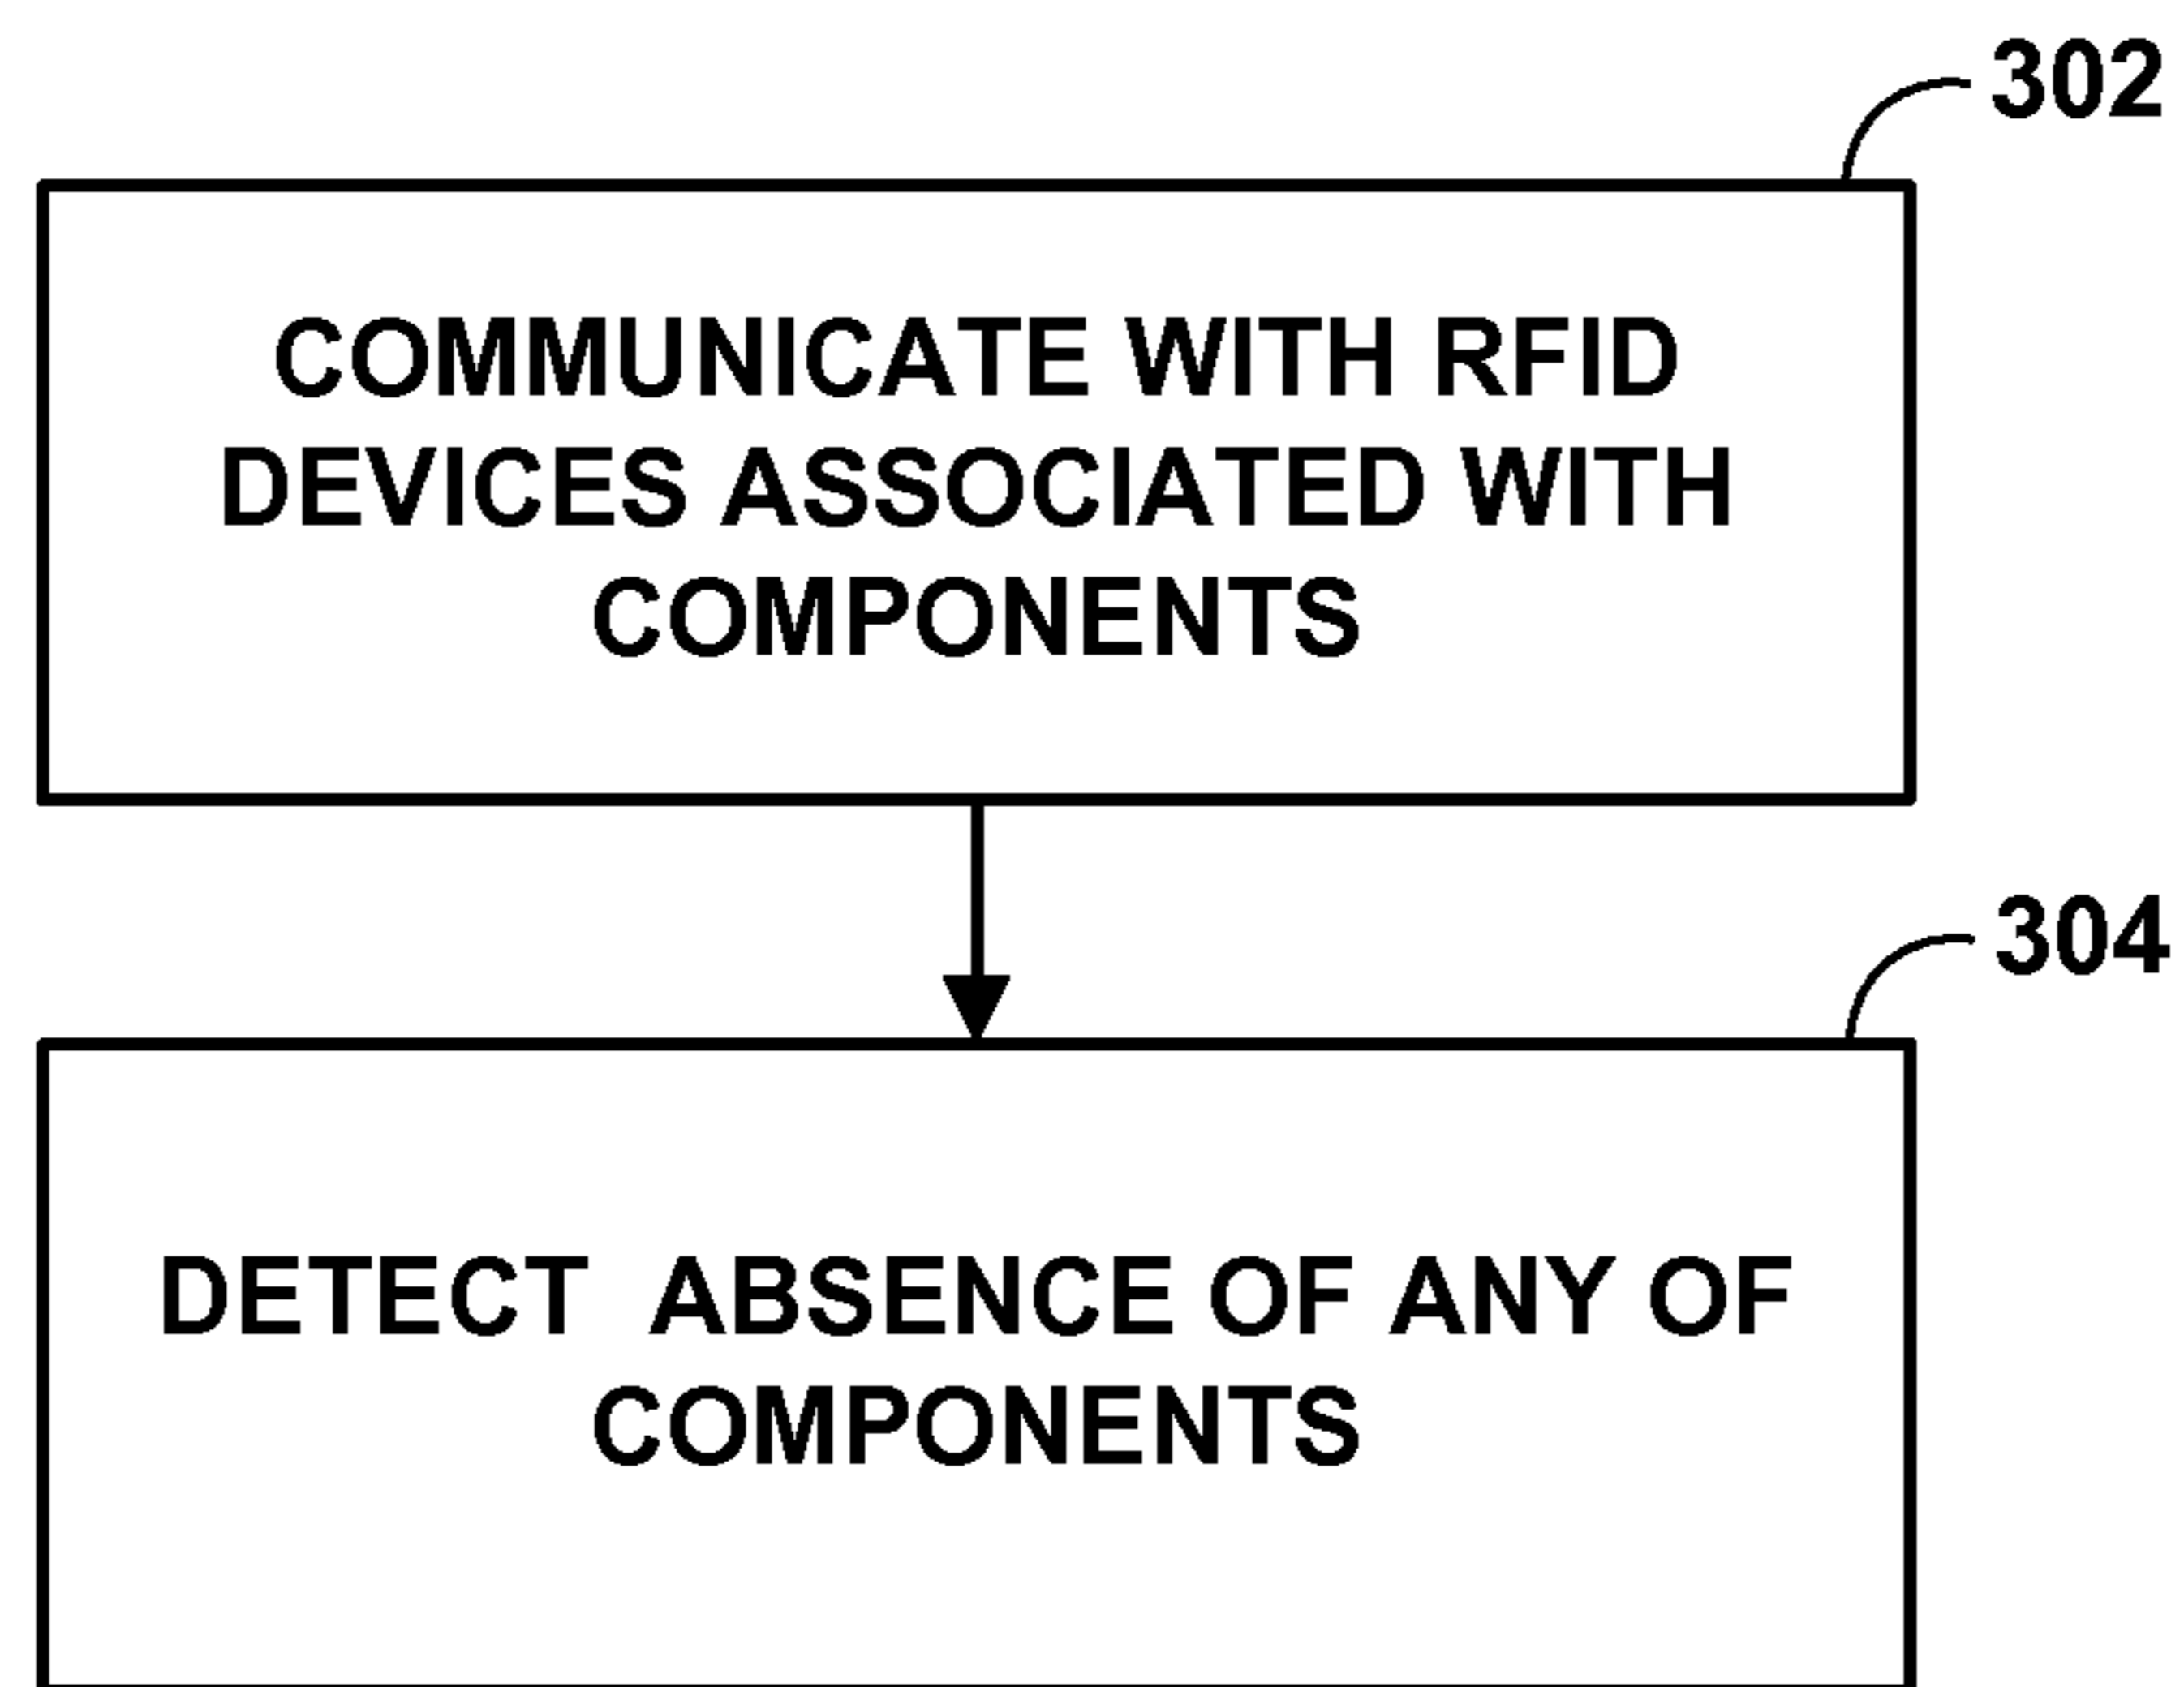 302
COMMUNICATE WITH RFID
DEVICES ASSOCIATED WITH
COMPONENTS
304
DETECT ABSENCE OF ANY OF
COMPONENTS